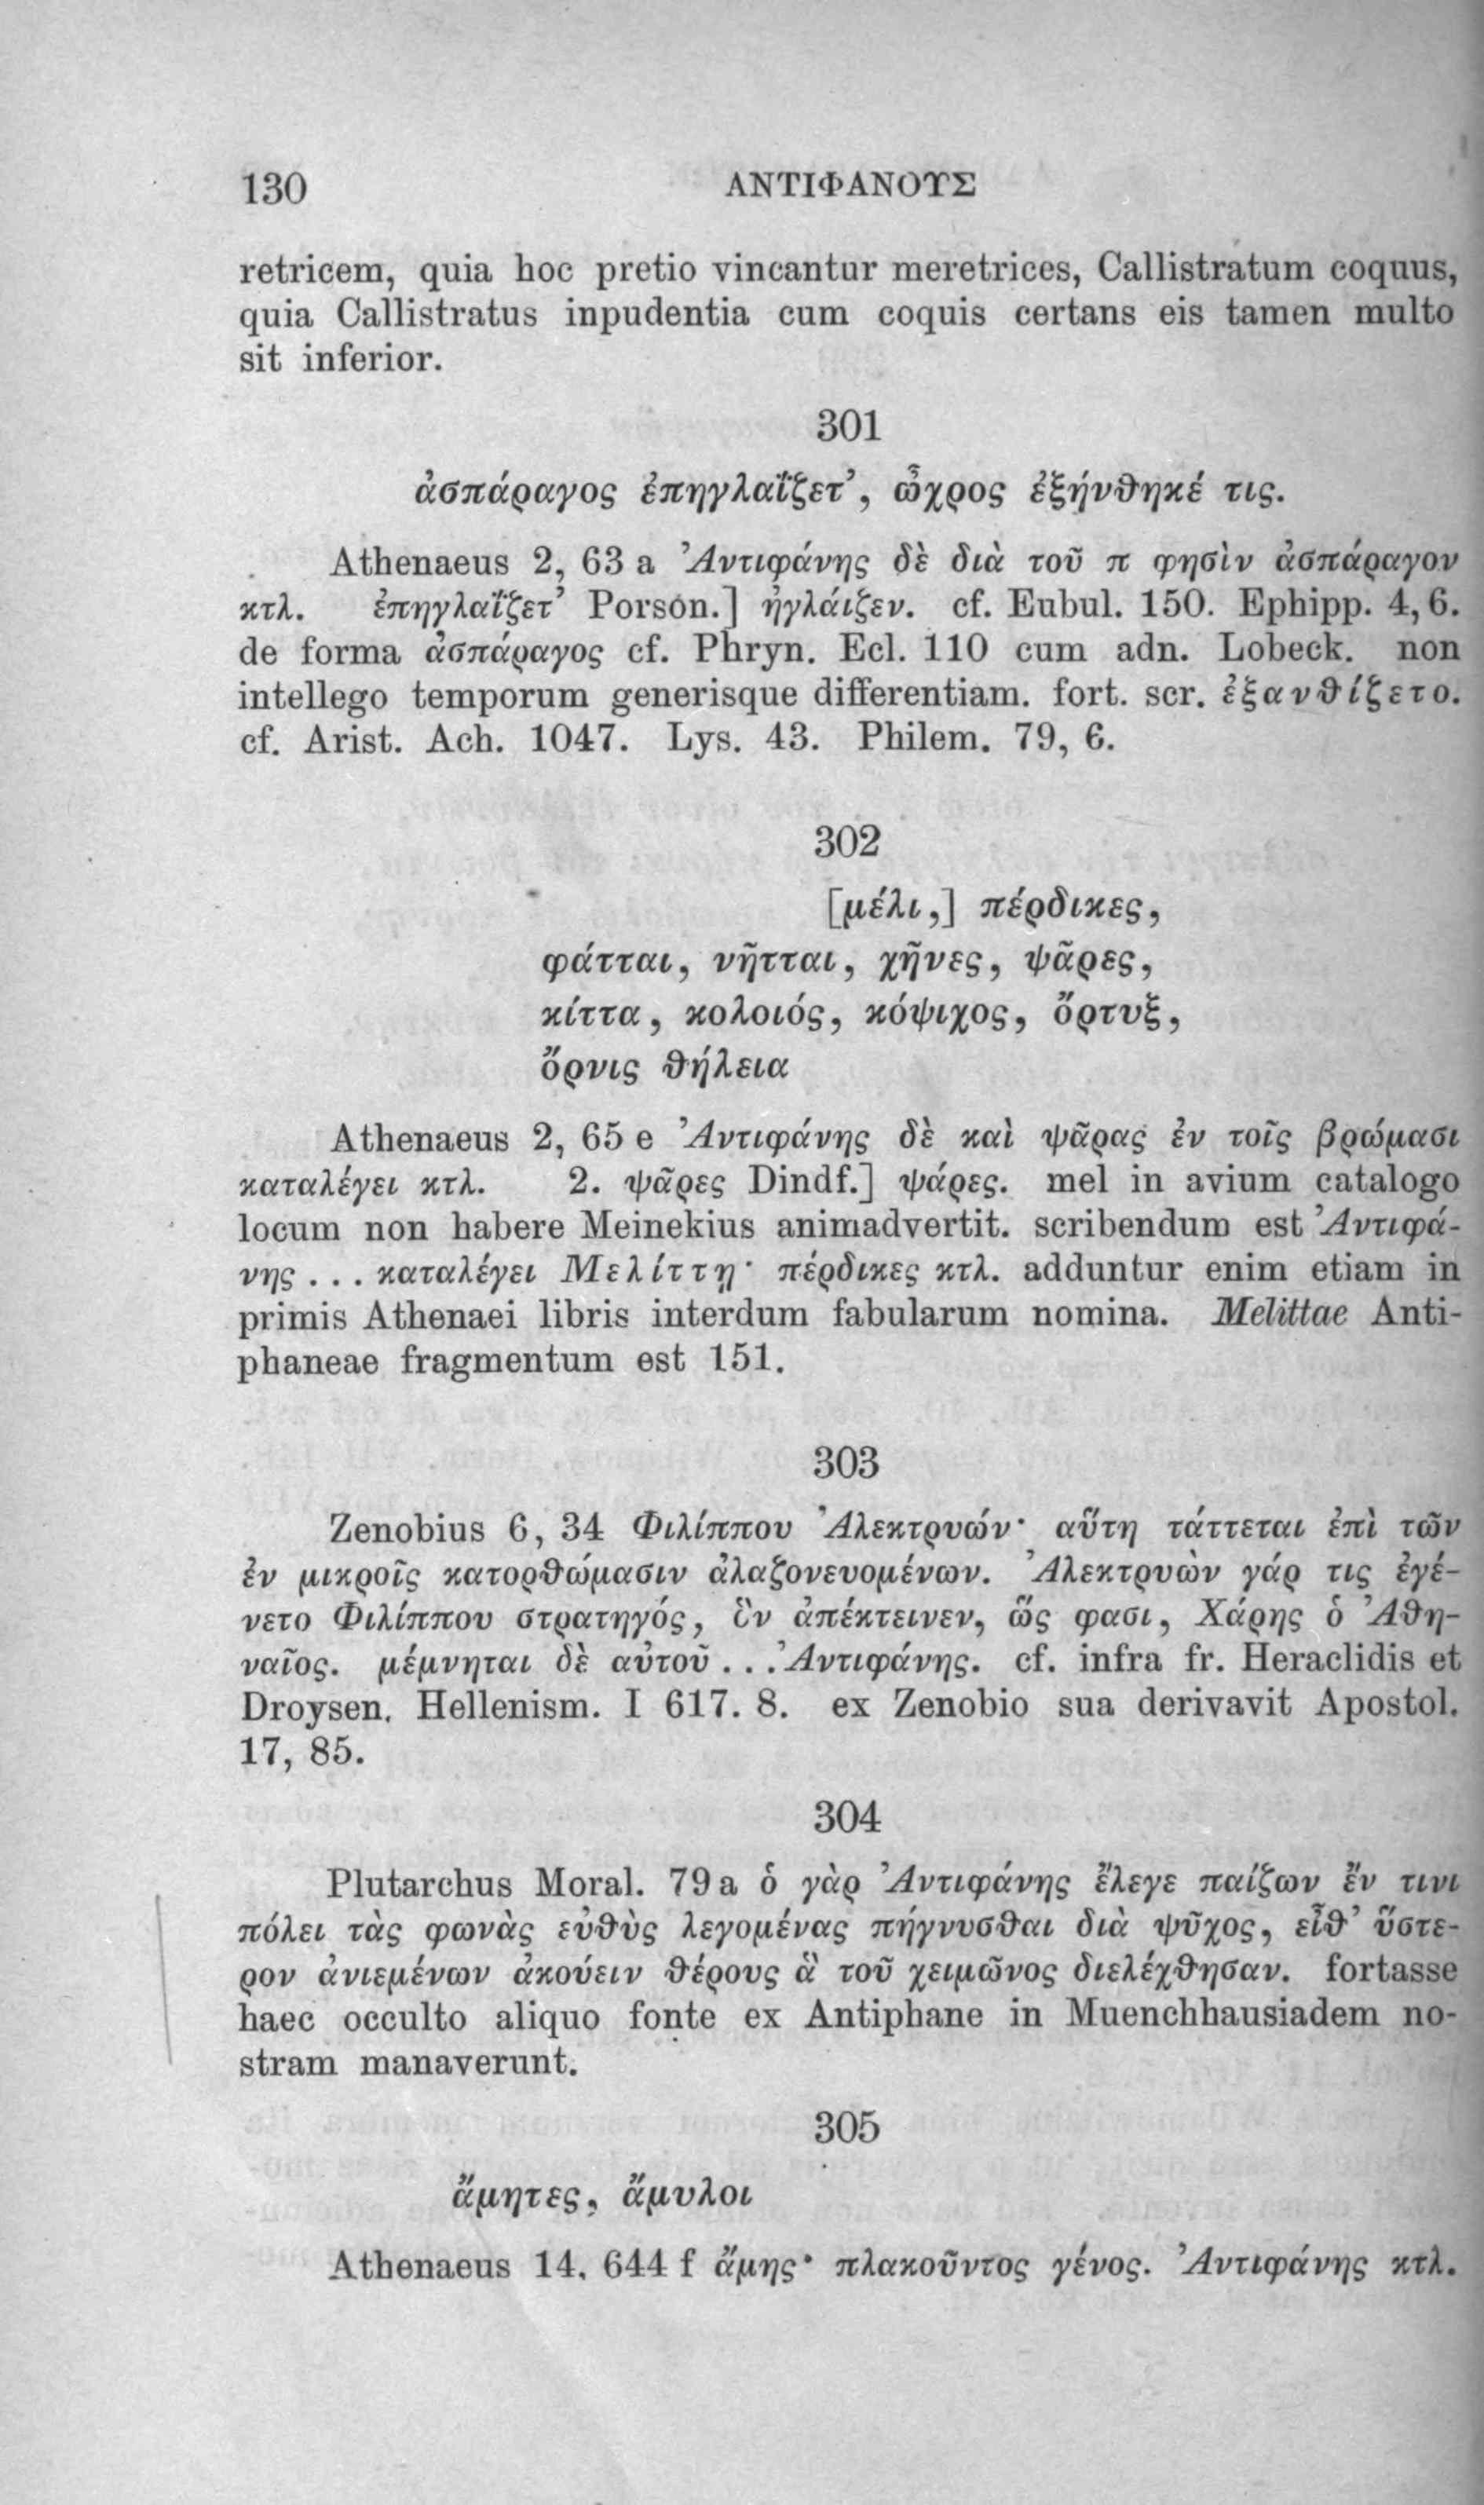 130 ΑΝΤΙΦΑΝΟΥΣ
retricem, quia hoc pretio vincantur meretrices, Callistratum coquus,
quia Callistratus inpudentia cum coquis certans eis tamen multo
sit inferior.
301
ἀσπάραγος ἐπηγλαΐζετ’, ὦχρος ἐξήνθηκέ τις.
Athenaeus 2, 63 a Ἀντιφάνης δὲ διὰ τοῦ π φησὶν ἀσπάραγον
κτλ. ἐπηγλαΐζετ’ Porson.] ἠγλάιζεν. cf. Eubul. 150. Ephipp. 4, 6.
de forma ἀσπάραγος cf. Phryn. Ecl. 110 cum adn. Lobeck. non
intellego temporum generisque differentiam. fort. scr. ἐξανθίζετο.
cf. Arist. Ach. 1047. Lys. 43. Philem. 79, 6.
302
[μέλι,] πέρδικες,
φάτται, νῆτται, χῆνες, ψᾶρες,
κίττα, κολοιός, κόψιχος, ὄρτυξ,
ὄρνις θήλεια
Athenaeus 2, 65 e Ἀντιφάνης δὲ καὶ ψᾶρας ἐν τοῖς βρώμασι
καταλέγει κτλ. 2. ψᾶρες Dindf.] ψάρες. mel in avium catalogo
locum non habere Meinekius animadvertit. scribendum est Ἀντιφά-
νης ... καταλέγει Μελίττῃ· πέρδικες κτλ. adduntur enim etiam in
primis Athenaei libris interdum fabularum nomina. Melittae Anti-
phaneae fragmentum est 151.
303
Zenobius 6, 34 Φιλίππου Ἀλεκτρυών· αὕτη τάττεται ἐπὶ τῶν
ἐν μικροῖς κατορθώμασιν ἀλαζονευομένων. Ἀλεκτρυὼν γάρ τις ἐγέ-
νετο Φιλίππου στρατηγός, ὃν ἀπέκτεινεν, ὥς φασι, Χάρης ὁ Ἀθη-
ναῖος. μέμνηται δὲ αὐτοῦ ... Ἀντιφάνης. cf. infra fr. Heraclidis et
Droysen. Hellenism. I 617. 8. ex Zenobio sua derivavit Apostol.
17, 85.
304
Plutarchus Moral. 79 a ὁ γὰρ Ἀντιφάνης ἔλεγε παίζων ἔν τινι
πόλει τὰς φωνὰς εὐθὺς λεγομένας πήγνυσθαι διὰ ψῦχος, εἶθ’ ὕστε-
ρον ἀνιεμένων ἀκούειν θέρους ἃ τοῦ χειμῶνος διελέχθησαν. fortasse
haec occulto aliquo fonte ex Antiphane in Muenchhausiadem no-
stram manaverunt.
305
ἄμητες, ἄμυλοι
Athenaeus 14, 644 f ἄμης· πλακοῦντος γένος. Ἀντιφάνης κτλ.